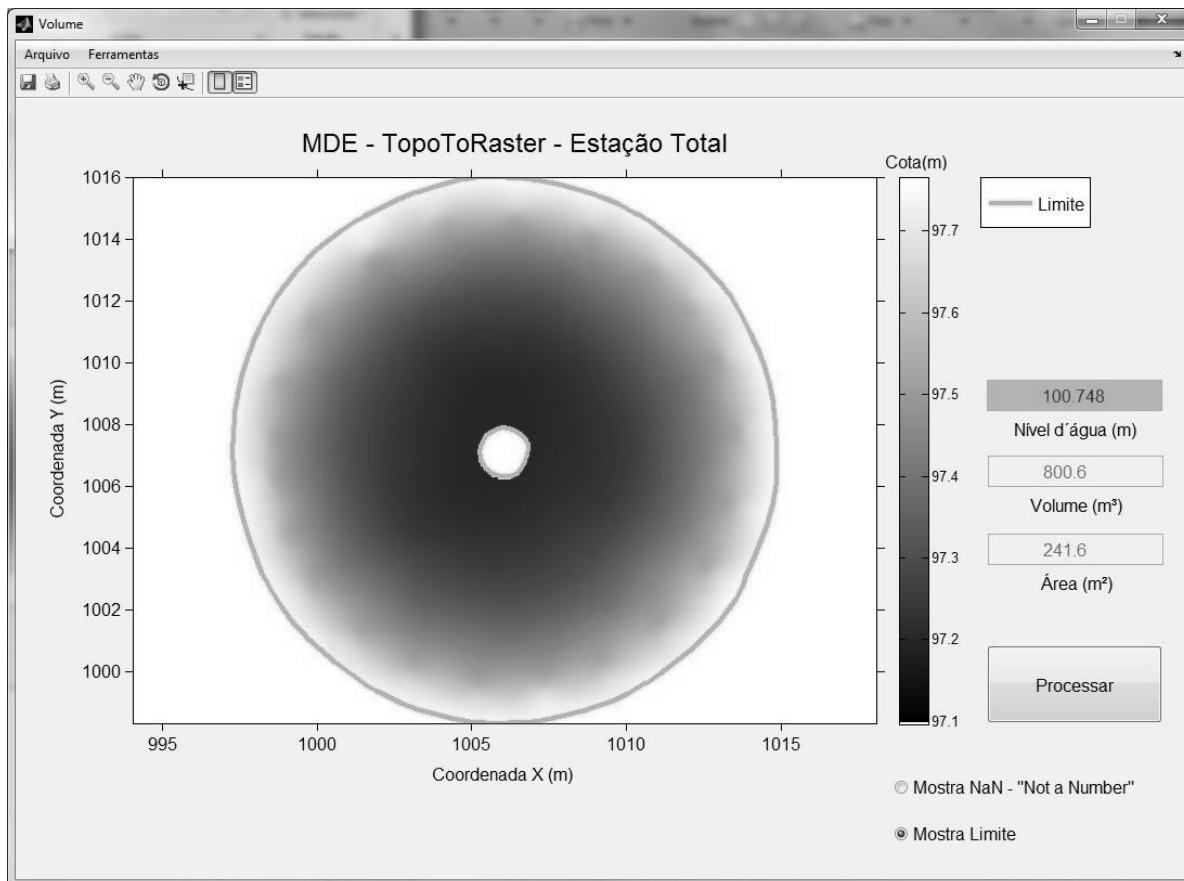 Volume
Arquivo Ferramentas
MDE - TopoToRaster - Estação Total
Cota(m)
Limite
1016
1014
1012
1010
1008
1006
1004
1002
1000
Coordenada Y (m)
995 1000 1005 1010 1015
Coordenada X (m)
97.7
97.6
97.5
97.4
97.3
97.2
97.1
100.748
Nível d´água (m)
800.6
Volume (m³)
241.6
Área (m²)
Processar
Mostra NaN - "Not a Number"
Mostra Limite